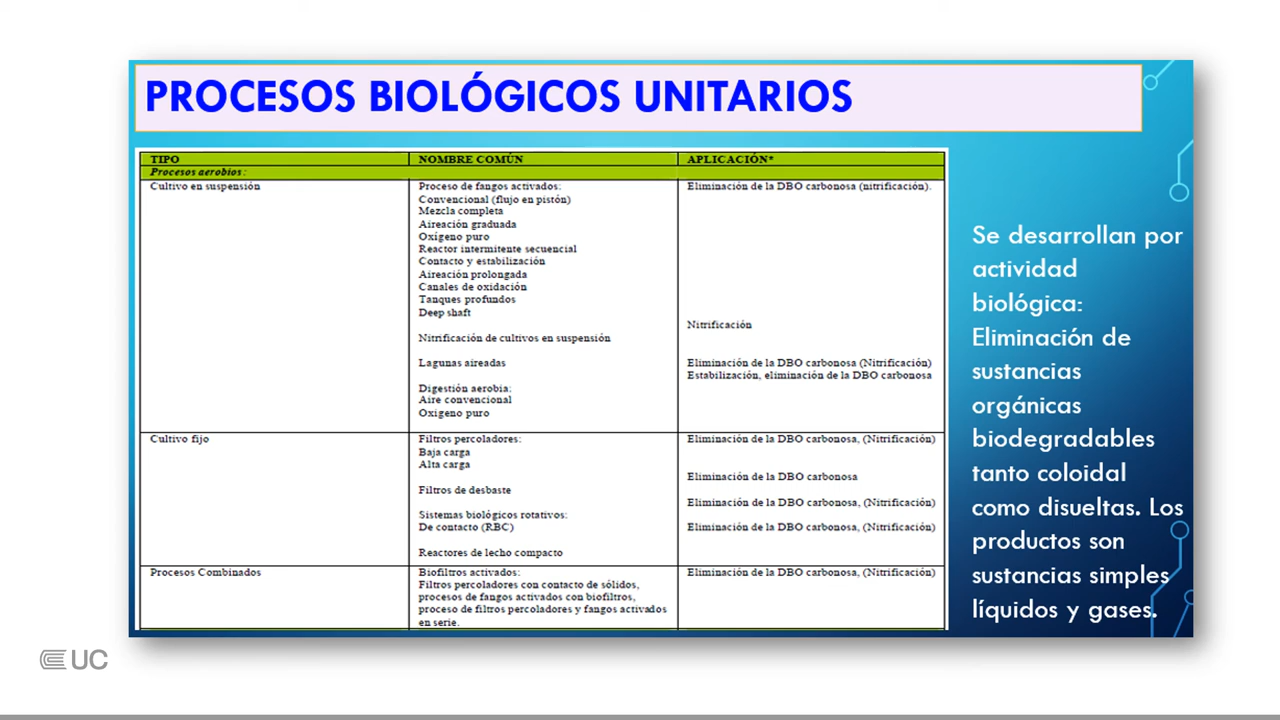 PROCESOS BIOLÓGICOS UNITARIOS
TIPO NOMBRE COMÚN APLICACIÓN*
Procesos aerobios:
Cultivo en suspensión
Proceso de fangos activados:
Convencional (flujo en pistón)
Mezcla completa
Aireación graduada
Oxígeno puro
Reactor intermitente secuencial
Contacto y estabilización
Aireación prolongada
Canales de oxidación
Tanques profundos
Deep shaft
Nitrificación de cultivos en suspensión
Lagunas aireadas
Digestión aerobia:
Aire convencional
Oxigeno puro
Eliminación de la DBO carbonosa (nitrificación).
Nitrificación
Eliminación de la DBO carbonosa (Nitrificación)
Estabilización, eliminación de la DBO carbonosa
Cultivo fijo
Filtros percoladores:
Baja carga
Alta carga
Filtros de desbaste
Sistemas biológicos rotativos:
De contacto (RBC)
Reactores de lecho compacto
Eliminación de la DBO carbonosa, (Nitrificación)
Eliminación de la DBO carbonosa
Eliminación de la DBO carbonosa, (Nitrificación)
Eliminación de la DBO carbonosa, (Nitrificación)
Procesos Combinados
Biofiltros activados:
Filtros percoladores con contacto de sólidos,
procesos de fangos activados con biofiltros,
proceso de filtros percoladores y fangos activados
en serie.
Eliminación de la DBO carbonosa, (Nitrificación)
Se desarrollan por
actividad
biológica:
Eliminación de
sustancias
orgánicas
biodegradables
tanto coloidal
como disueltas. Los
productos son
sustancias simples
líquidos y gases.
UC